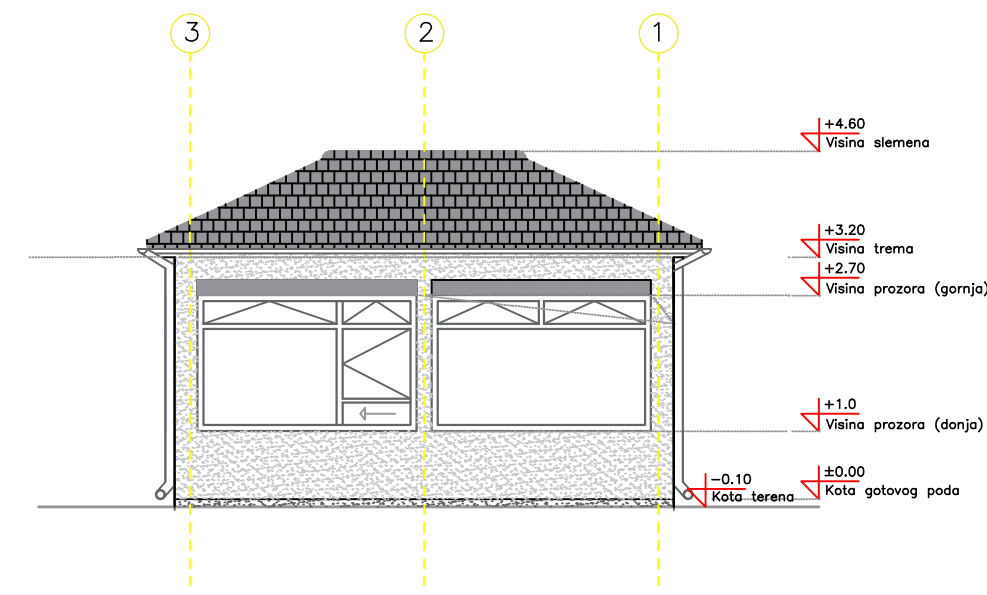 3
2
1
+4.60
Visina slemena
+3.20
Visina trema
+2.70
Visina prozora (gornja)
+1.0
Visina prozora (donja)
±0.00
Kota gotovog poda
−0.10
Kota terena